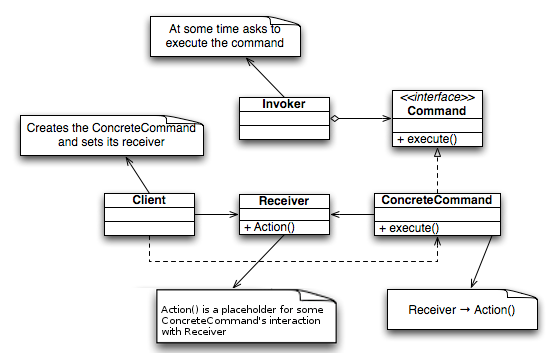 At some time asks to
execute the command
Invoker
<<interface>>
Command
+ execute()
Creates the ConcreteCommand
and sets its receiver
Client
Receiver
+ Action()
ConcreteCommand
+ execute()
Action() is a placeholder for some
ConcreteCommand's interaction
with Receiver
Receiver → Action()